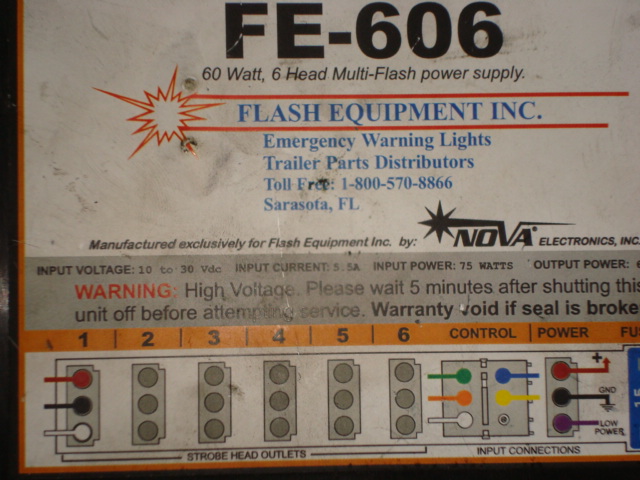 FE-606
60 Watt, 6 Head Multi-Flash power supply.
FLASH EQUIPMENT INC.
Emergency Warning Lights
Trailer Parts Distributors
Toll Free: 1-800-570-8866
Sarasota, FL
Manufactured exclusively for Flash Equipment Inc. by: NOVA ELECTRONICS, INC.
INPUT VOLTAGE: 10 to 30 Vdc INPUT CURRENT: 5.5A INPUT POWER: 75 WATTS OUTPUT POWER:
WARNING: High Voltage. Please wait 5 minutes after shutting this
unit off before attempting service. Warranty void if seal is broke
1 2 3 4 5 6 CONTROL POWER FU
+
GND
LOW
POWER
15
STROBE HEAD OUTLETS INPUT CONNECTIONS